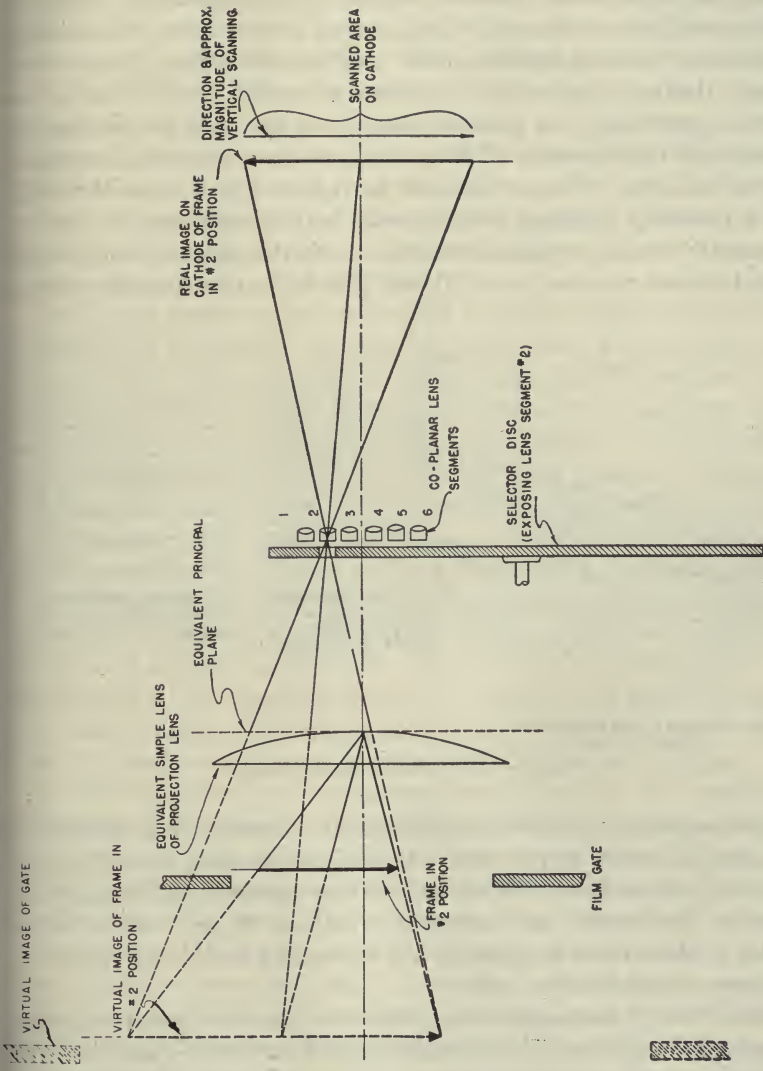 VIRTUAL IMAGE OF GATE
VIRTUAL IMAGE OF FRAME IN
# 2 POSITION
EQUIVALENT SIMPLE LENS
OF PROJECTION LENS
EQUIVALENT PRINCIPAL
PLANE
REAL IMAGE ON
CATHODE OF FRAME
IN #2 POSITION
DIRECTION & APPROX.
MAGNITUDE OF
VERTICAL SCANNING.
SCANNED AREA
ON CATHODE
1
2
3
4
5
6
CO-PLANAR LENS
SEGMENTS
SELECTOR DISC
(EXPOSING LENS SEGMENT #2)
FRAME IN
#2 POSITION
FILM GATE